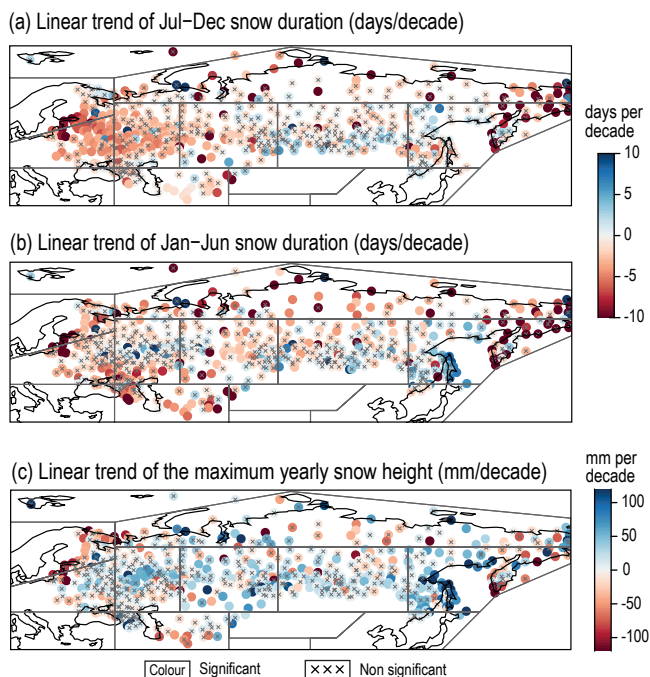 (a) Linear trend of Jul−Dec snow duration (days/decade)
days per
decade
10
5
0
-5
-10
(b) Linear trend of Jan−Jun snow duration (days/decade)
(c) Linear trend of the maximum yearly snow height (mm/decade)
mm per
decade
100
50
0
-50
-100
Colour Significant ××× Non significant